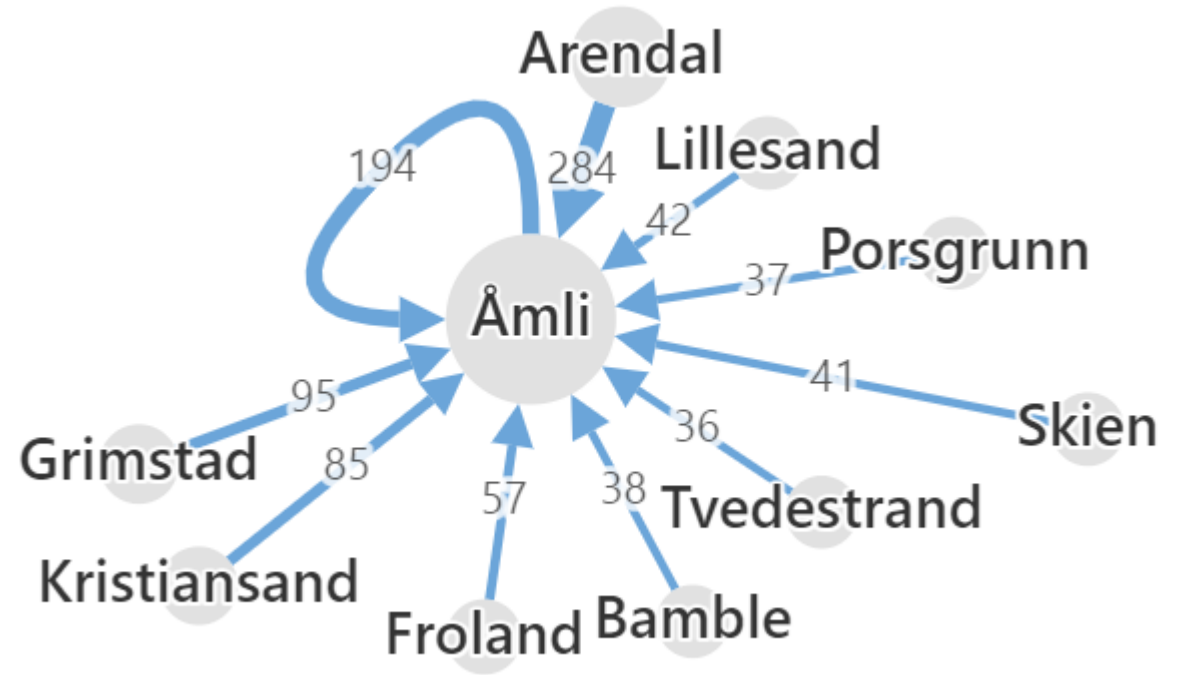 Arendal
194
284
Lillesand
42
Porsgrunn
37
Åmli
41
95
36
Skien
Grimstad
85
57
38
Tvedestrand
Kristiansand
Froland
Bamble